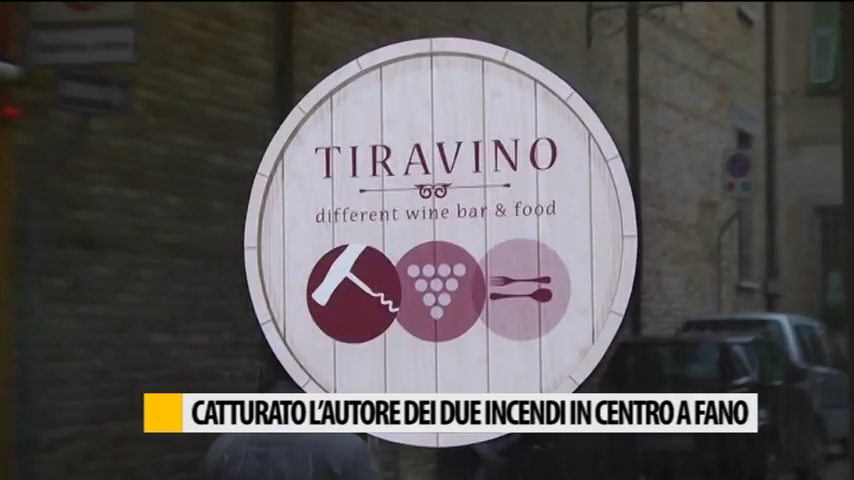 TIRAVINO
different wine bar & food
CATTURATO L'AUTORE DEI DUE INCENDI IN CENTRO A FANO